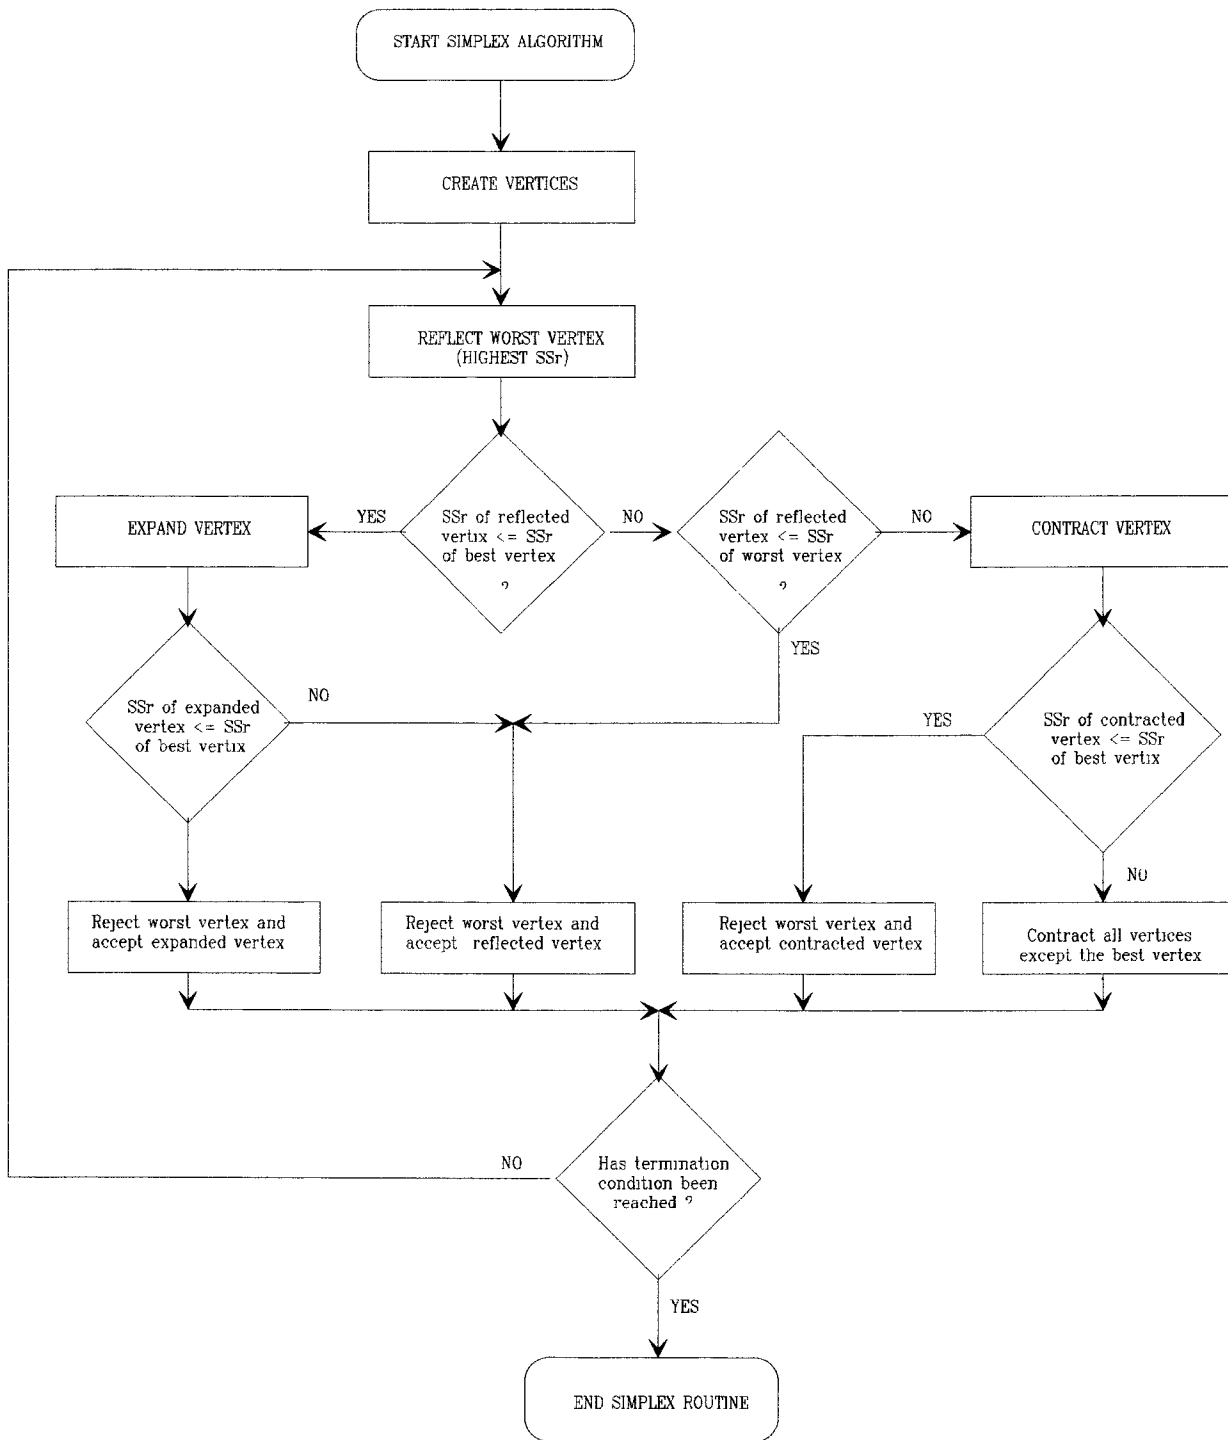 START SIMPLEX ALGORITHM
CREATE VERTICES
REFLECT WORST VERTEX
(HIGHEST SSr)
EXPAND VERTEX
YES
SSr of reflected
vertix <= SSr
of best vertex
?
NO
SSr of reflected
vertex <= SSr
of worst vertex
?
NO
CONTRACT VERTEX
YES
SSr of expanded
vertex <= SSr
of best vertix
NO
YES
SSr of contracted
vertex <= SSr
of best vertix
NO
Reject worst vertex and
accept expanded vertex
Reject worst vertex and
accept reflected vertex
Reject worst vertex and
accept contracted vertex
Contract all vertices
except the best vertex
NO
Has termination
condition been
reached ?
YES
END SIMPLEX ROUTINE